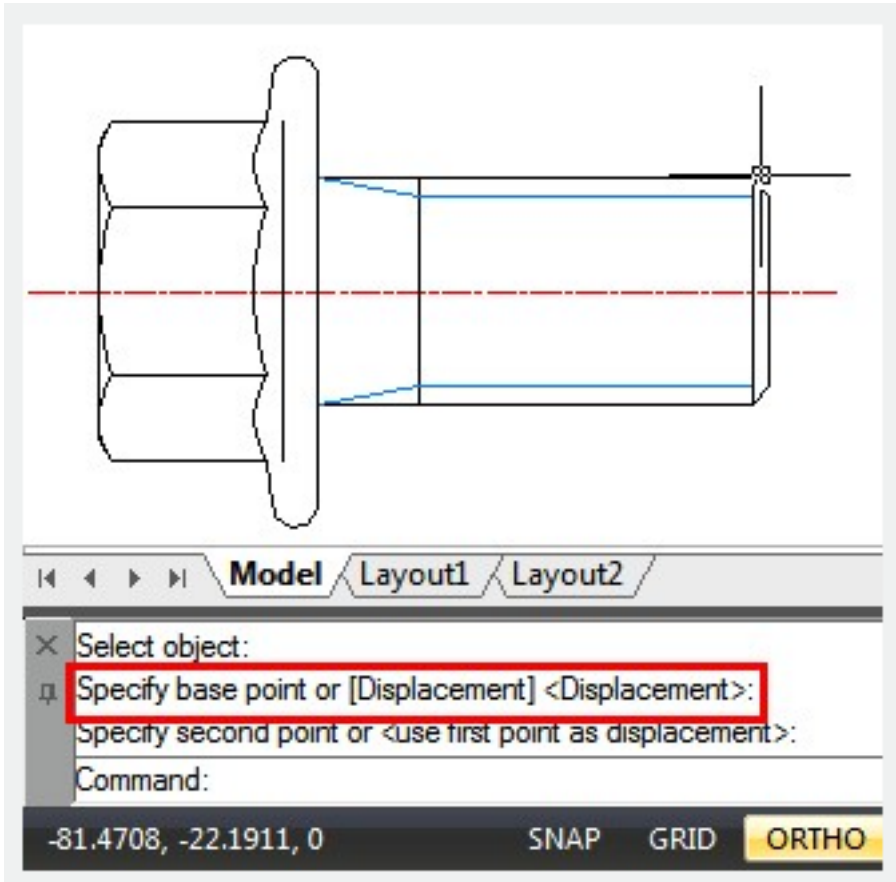 Model Layout1 Layout2
Select object:
Specify base point or [Displacement] <Displacement>:
Specify second point or <use first point as displacement>:
Command:
-81.4708, -22.1911, 0 SNAP GRID ORTHO